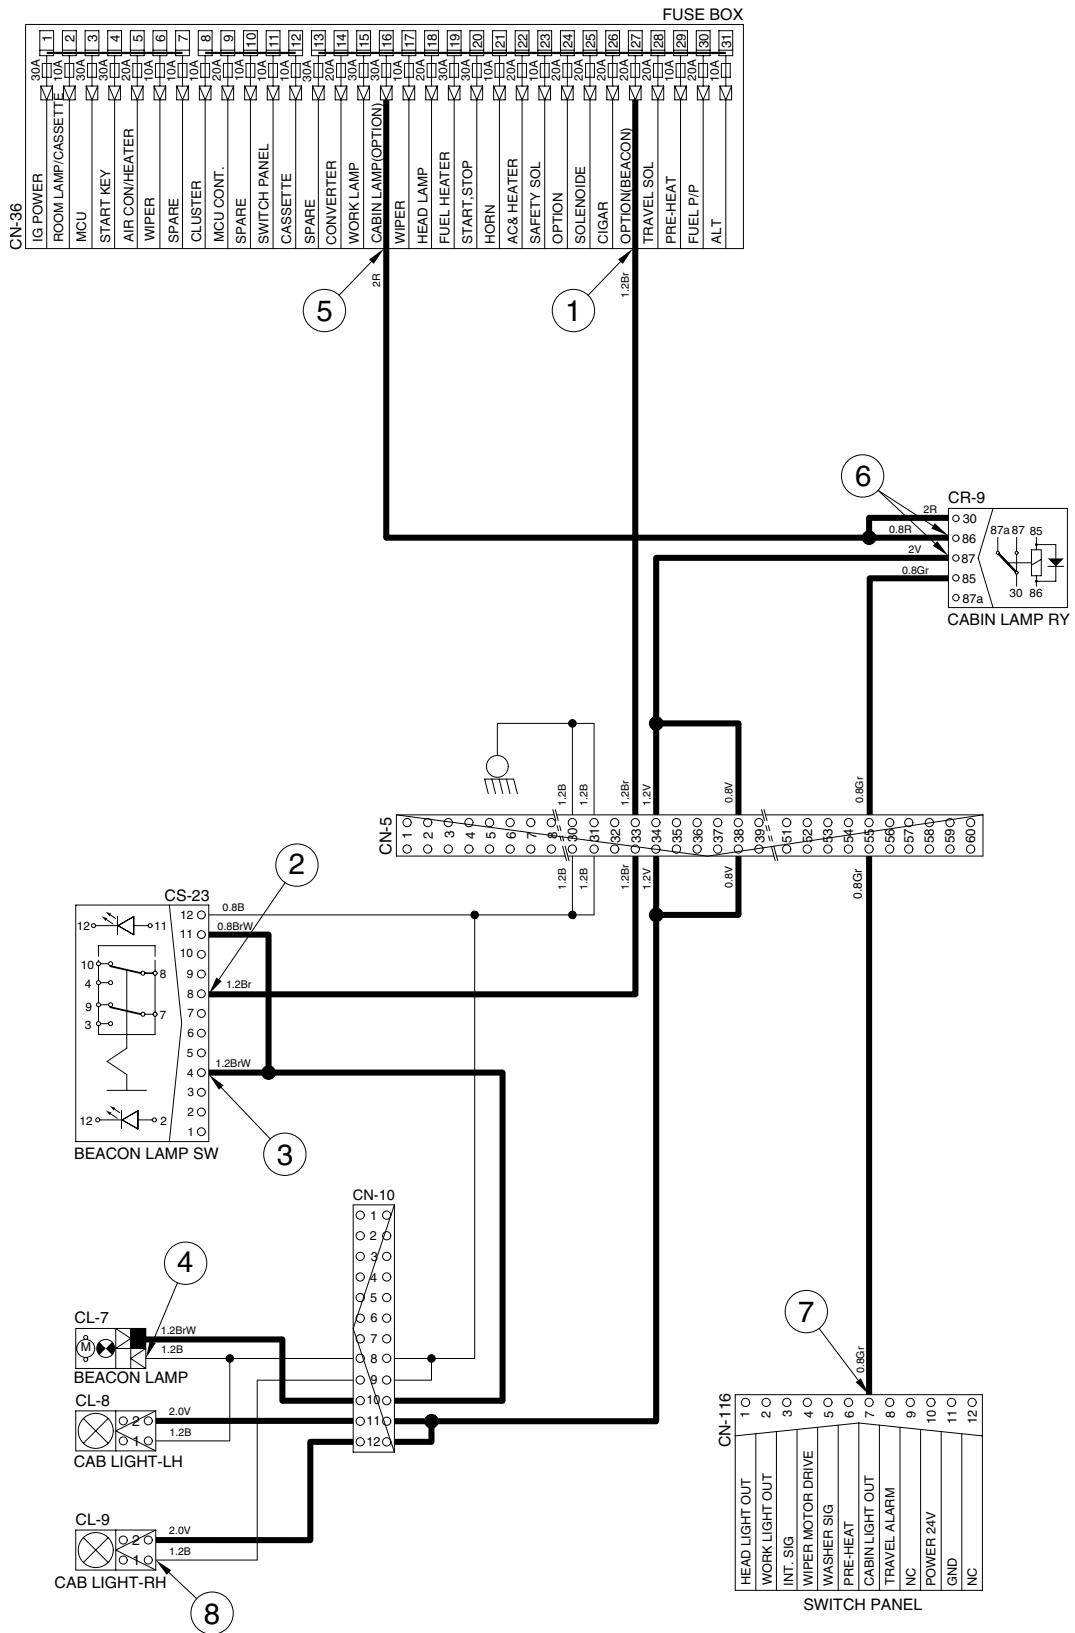 FUSE BOX
1 2 3 4 5 6 7 8 9 10 11 12 13 14 15 16 17 18 19 20 21 22 23 24 25 26 27 28 29 30 31
30A 10A 30A 30A 20A 10A 10A 10A 20A 10A 10A 10A 30A 20A 20A 30A 10A 20A 20A 30A 10A 20A 10A 20A 20A 10A 20A 20A 20A 20A 10A
CN-36
IG POWER
ROOM LAMP/CASSETTE
MCU
START KEY
AIR CON/HEATER
WIPER
SPARE
CLUSTER
MCU CONT.
SPARE
SWITCH PANEL
CASSETTE
SPARE
CONVERTER
WORK LAMP
CABIN LAMP(OPTION)
WIPER
HEAD LAMP
FUEL HEATER
START,STOP
HORN
AC& HEATER
SAFETY SOL
OPTION
SOLENOIDE
CIGAR
OPTION(BEACON)
TRAVEL SOL
PRE-HEAT
FUEL P/P
ALT
2R
1.2Br
5
1
6
CR-9
2R
30
0.8R
86
2V
87
0.8Gr
85
87a
87a 87 85
30 86
CABIN LAMP RY
1.2B 1.2B 1.2Br 1.2V 0.8V 0.8Gr
CN-5
1 2 3 4 5 6 7 8 30 31 32 33 34 35 36 37 38 39 51 52 53 54 55 56 57 58 59 60
1.2B 1.2B 1.2Br 1.2V 0.8V 0.8Gr
2
CS-23
12 0.8B
11 0.8BrW
10
9
8 1.2Br
7
6
5
4 1.2BrW
3
2
1
12 11
10 8
4
9 7
3
12 2
BEACON LAMP SW
3
CN-10
1
2
3
4
5
6
7
8
9
10
11
12
4
CL-7
M
1.2BrW
1.2B
BEACON LAMP
CL-8
2 2.0V
1 1.2B
CAB LIGHT-LH
CL-9
2 2.0V
1 1.2B
CAB LIGHT-RH
8
7
0.8Gr
CN-116
1 2 3 4 5 6 7 8 9 10 11 12
HEAD LIGHT OUT
WORK LIGHT OUT
INT. SIG
WIPER MOTOR DRIVE
WASHER SIG
PRE-HEAT
CABIN LIGHT OUT
TRAVEL ALARM
NC
POWER 24V
GND
NC
SWITCH PANEL